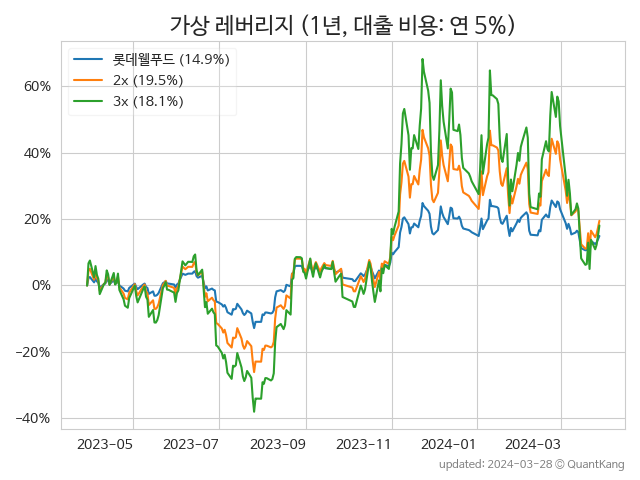 가상 레버리지 (1년, 대출 비용: 연 5%)
롯데웰푸드 (14.9%)
2x (19.5%)
3x (18.1%)
60%
40%
20%
0%
−20%
−40%
2023−05 2023−07 2023−09 2023−11 2024−01 2024−03
updated: 2024-03-28 © QuantKang